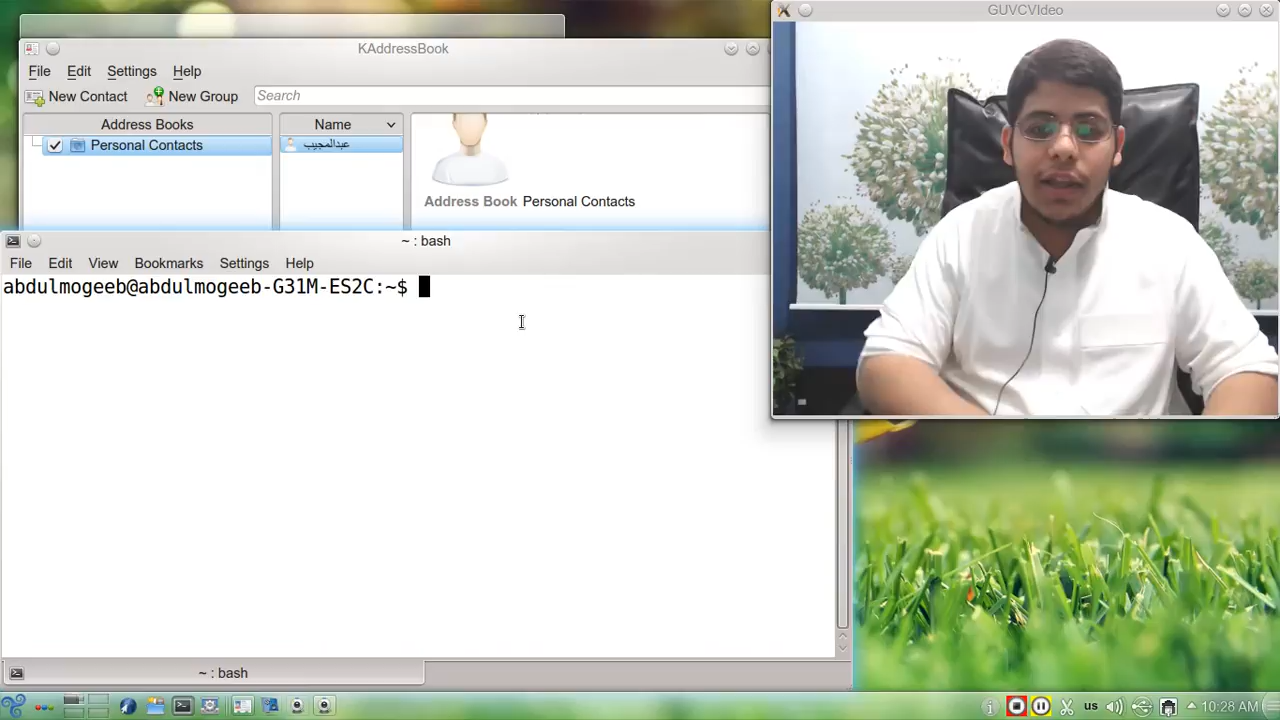 KAddressBook
File Edit Settings Help
New Contact New Group Search
Address Books Name
Personal Contacts عبدالمجيب
Address Book Personal Contacts
~ : bash
File Edit View Bookmarks Settings Help
abdulmogeeb@abdulmogeeb-G31M-ES2C:~$
~ : bash
GUVCVIdeo
us 10:28 AM